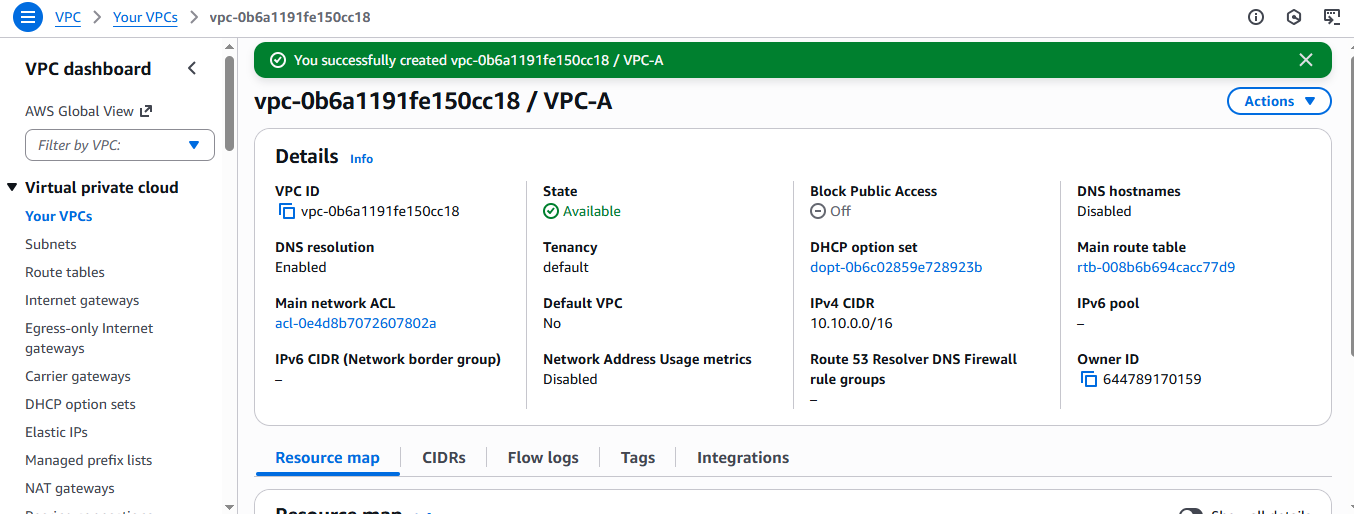 VPC > Your VPCs > vpc-0b6a1191fe150cc18
VPC dashboard
AWS Global View
Filter by VPC:
Virtual private cloud
Your VPCs
Subnets
Route tables
Internet gateways
Egress-only Internet
gateways
Carrier gateways
DHCP option sets
Elastic IPs
Managed prefix lists
NAT gateways
You successfully created vpc-0b6a1191fe150cc18 / VPC-A
vpc-0b6a1191fe150cc18 / VPC-A
Actions
Details Info
VPC ID
vpc-0b6a1191fe150cc18
State
Available
Block Public Access
Off
DNS hostnames
Disabled
DNS resolution
Enabled
Tenancy
default
DHCP option set
dopt-0b6c02859e728923b
Main route table
rtb-008b6b694cacc77d9
Main network ACL
acl-0e4d8b7072607802a
Default VPC
No
IPv4 CIDR
10.10.0.0/16
IPv6 pool
–
IPv6 CIDR (Network border group)
–
Network Address Usage metrics
Disabled
Route 53 Resolver DNS Firewall
rule groups
–
Owner ID
644789170159
Resource map
CIDRs
Flow logs
Tags
Integrations
Resource map